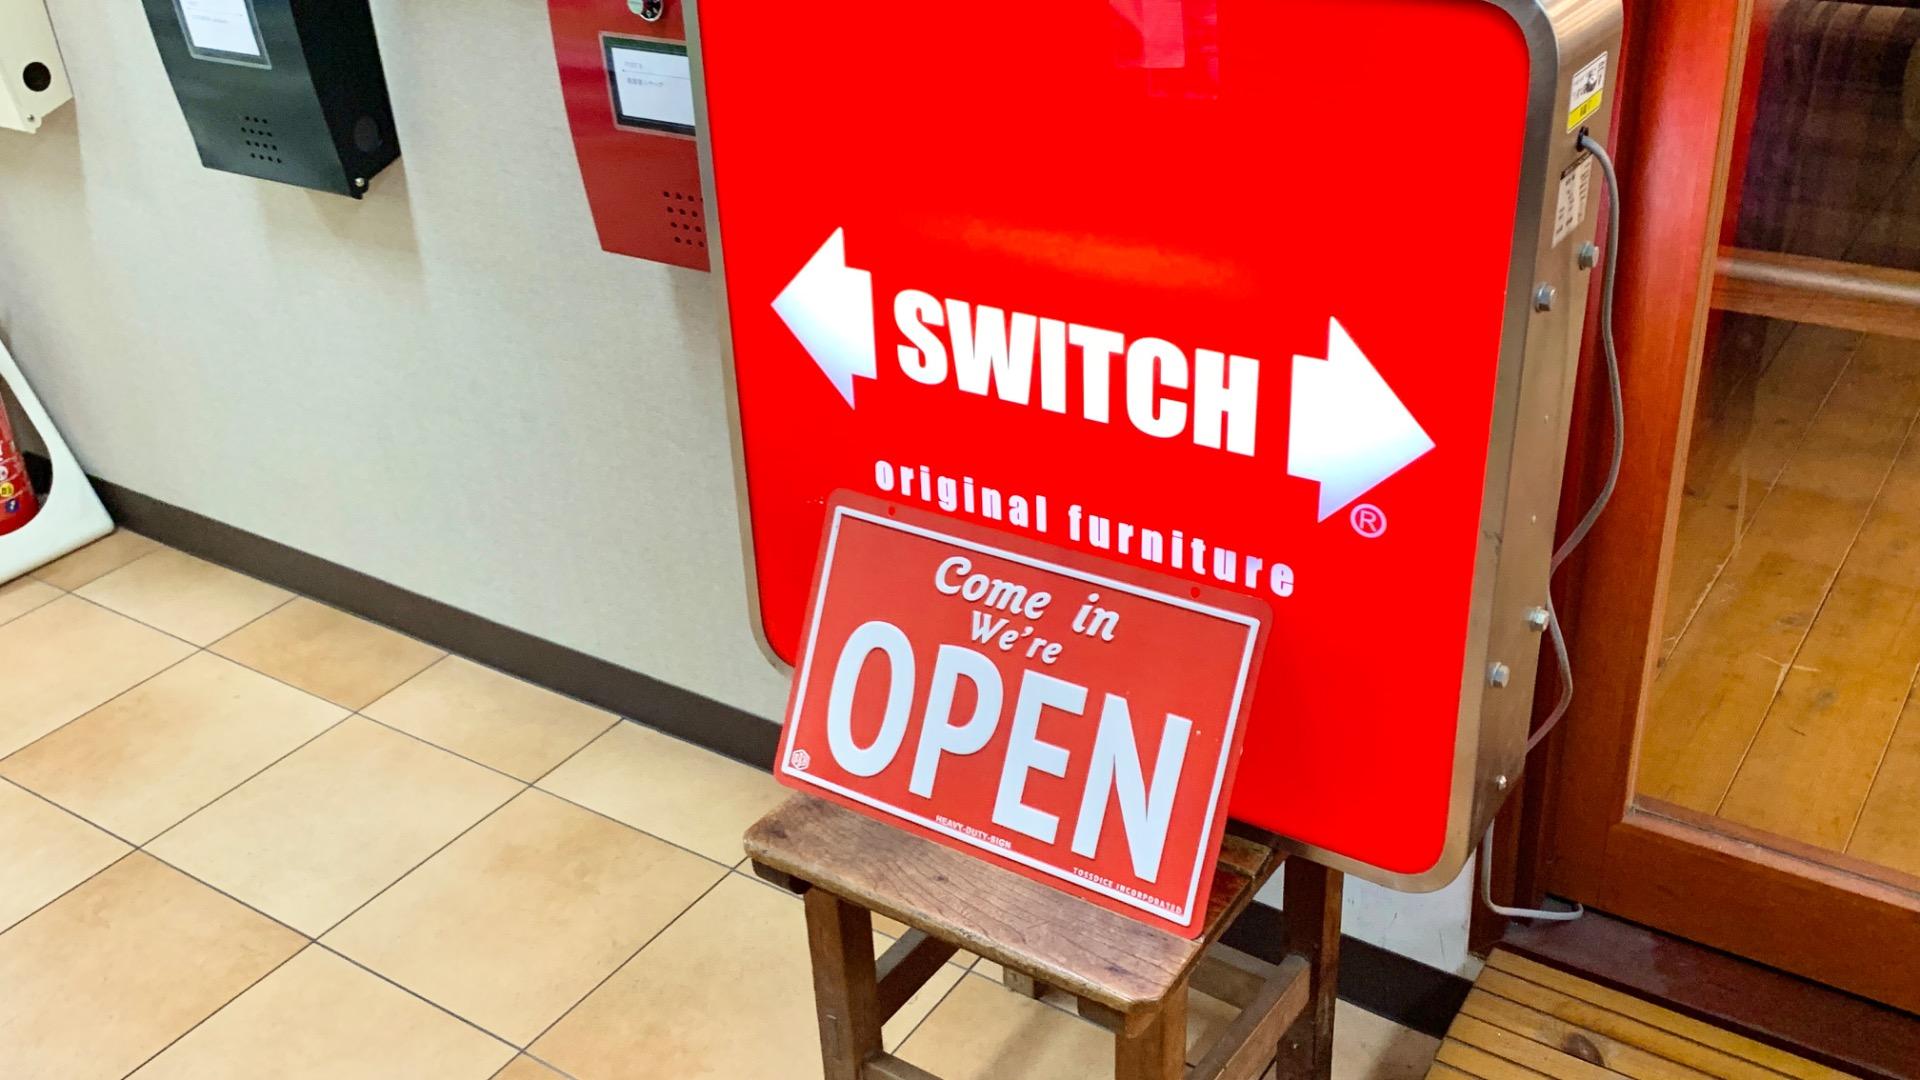 SWITCH
®
original furniture
Come in
We're
OPEN
HEAVY-DUTY-SIGN
TOSSDICE INCORPORATED